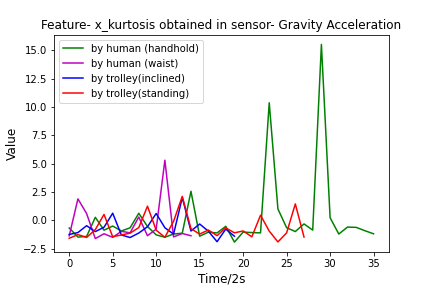 Feature- x_kurtosis obtained in sensor- Gravity Acceleration
by human (handhold)
by human (waist)
by trolley(inclined)
by trolley(standing)
15.0
12.5
10.0
7.5
5.0
2.5
0.0
−2.5
Value
0 5 10 15 20 25 30 35
Time/2s